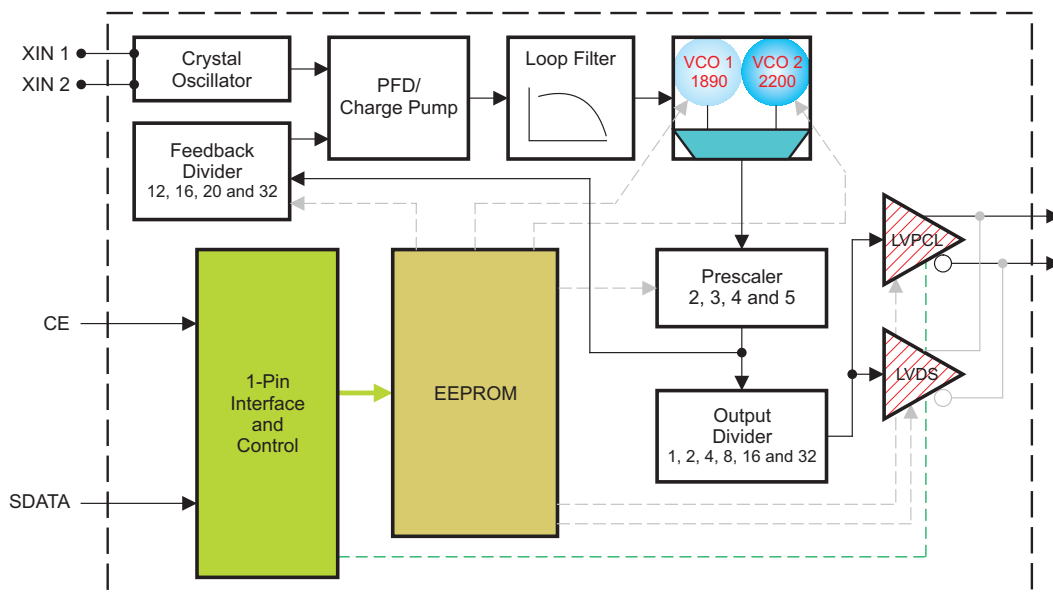 XIN 1
XIN 2
Crystal
Oscillator
PFD/
Charge Pump
Loop Filter
VCO 1
1890
VCO 2
2200
Feedback
Divider
12, 16, 20 and 32
LVPCL
Prescaler
2, 3, 4 and 5
CE
1-Pin
Interface
and
Control
EEPROM
LVDS
Output
Divider
1, 2, 4, 8, 16 and 32
SDATA